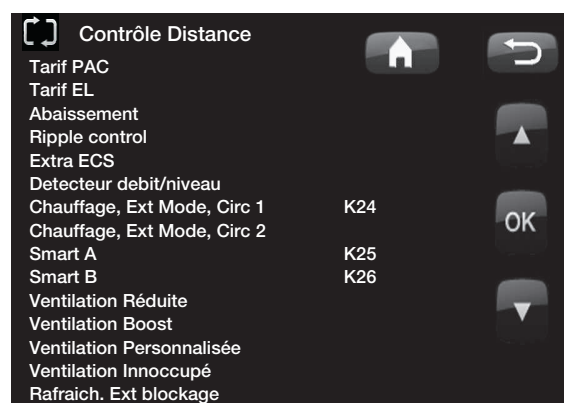 Contrôle Distance
Tarif PAC
Tarif EL
Abaissement
Ripple control
Extra ECS
Detecteur debit/niveau
Chauffage, Ext Mode, Circ 1 K24
Chauffage, Ext Mode, Circ 2
OK
Smart A K25
Smart B K26
Ventilation Réduite
Ventilation Boost
Ventilation Personnalisée
Ventilation Innoccupé
Rafraich. Ext blockage